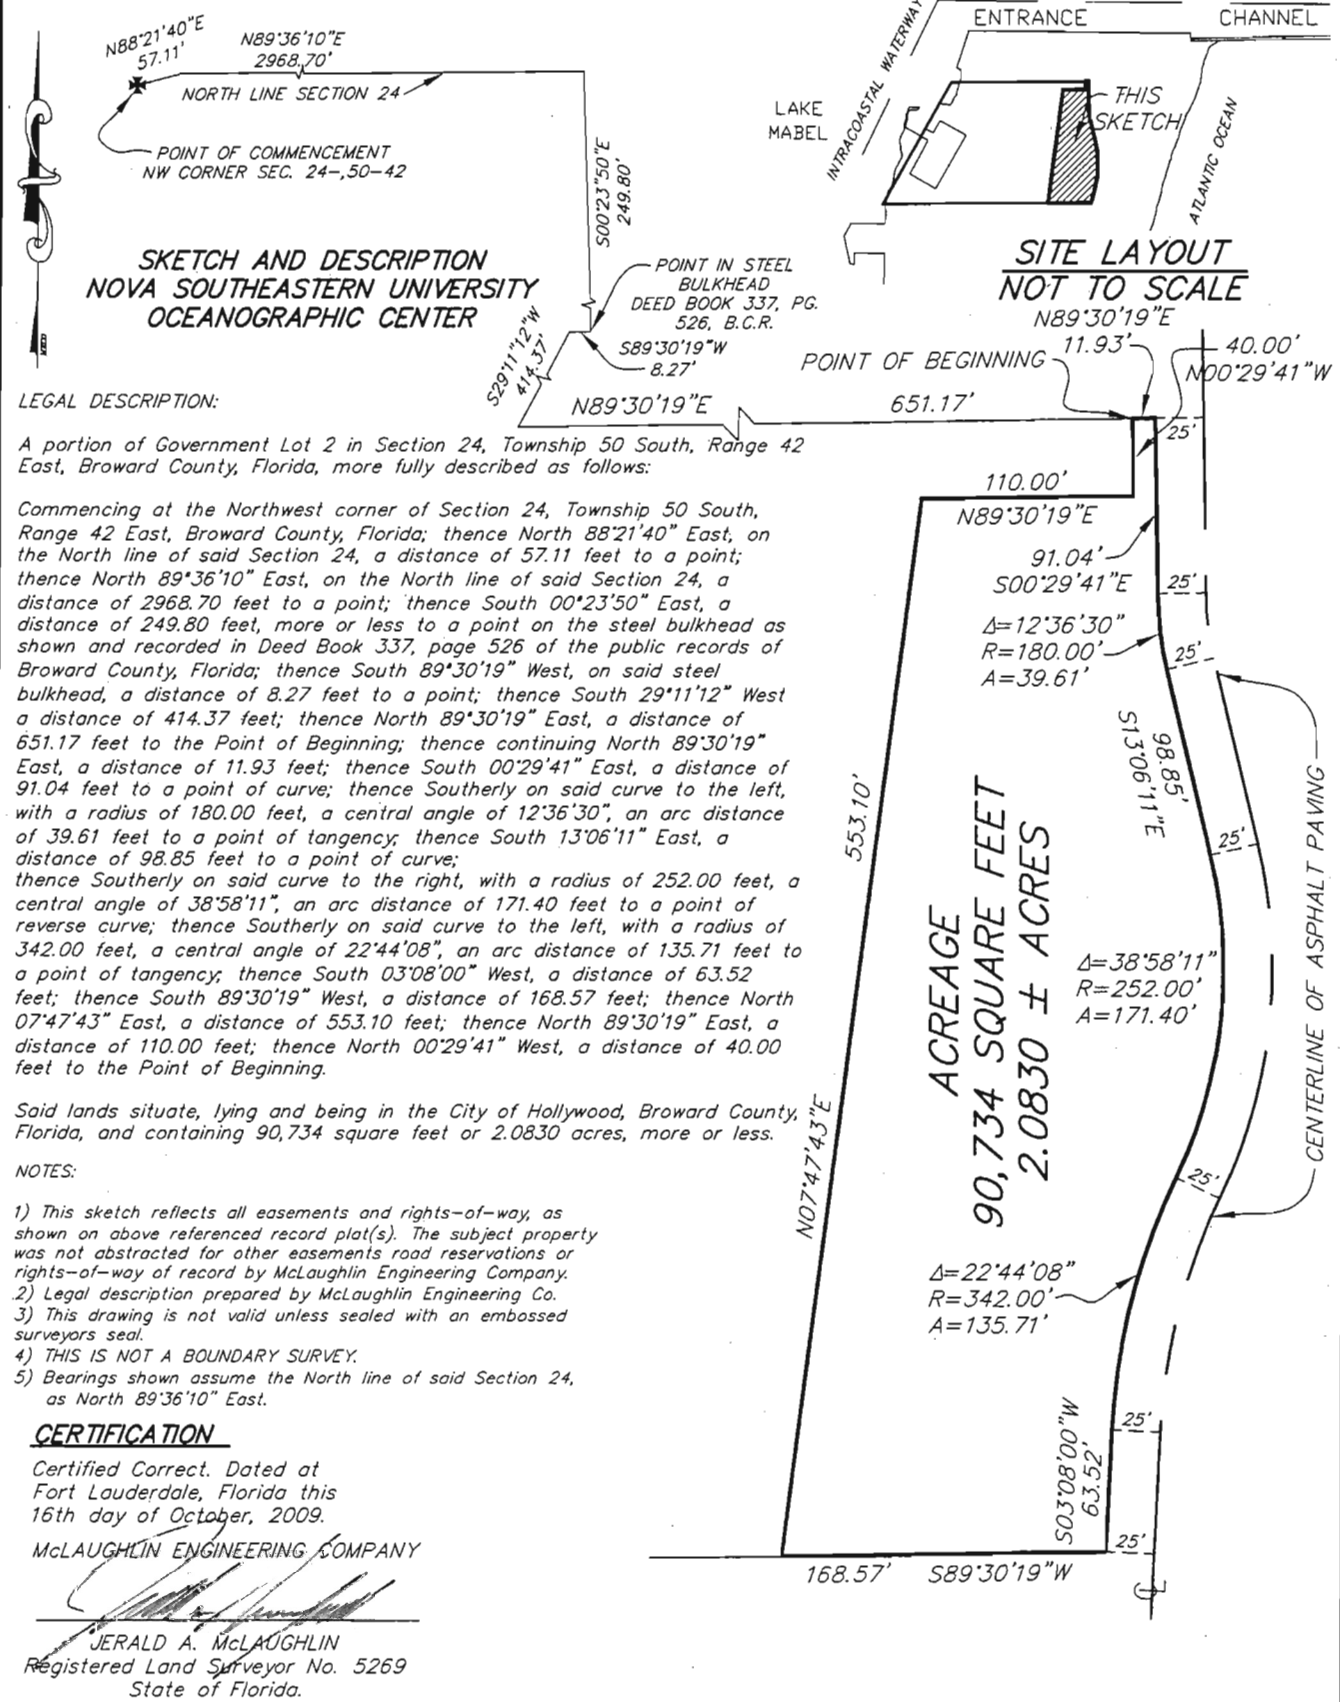 N88°21'40"E
57.11'
N89°36'10"E
2968.70'
NORTH LINE SECTION 24
POINT OF COMMENCEMENT
NW CORNER SEC. 24-,50-42
S00°23'50"E
249.80'
SKETCH AND DESCRIPTION
NOVA SOUTHEASTERN UNIVERSITY
OCEANOGRAPHIC CENTER
POINT IN STEEL
BULKHEAD
DEED BOOK 337, PG.
526, B.C.R.
S89°30'19"W
8.27'
S29°11'12"W
414.37'
ENTRANCE CHANNEL
INTRACOASTAL WATERWAY
LAKE
MABEL
THIS
SKETCH
ATLANTIC OCEAN
SITE LAYOUT
NOT TO SCALE
N89°30'19"E
11.93'
40.00'
N00°29'41"W
POINT OF BEGINNING
N89°30'19"E
651.17'
25'
110.00'
N89°30'19"E
91.04'
S00°29'41"E
25'
Δ=12°36'30"
R=180.00'
A=39.61'
25'
98.85'
S13°06'11"E
25'
553.10'
N07°47'43"E
ACREAGE
90,734 SQUARE FEET
2.0830 ± ACRES
Δ=38°58'11"
R=252.00'
A=171.40'
CENTERLINE OF ASPHALT PAVING
25'
Δ=22°44'08"
R=342.00'
A=135.71'
25'
S03°08'00"W
63.52'
25'
168.57'
S89°30'19"W
LEGAL DESCRIPTION:
A portion of Government Lot 2 in Section 24, Township 50 South, Range 42
East, Broward County, Florida, more fully described as follows:
Commencing at the Northwest corner of Section 24, Township 50 South,
Range 42 East, Broward County, Florida; thence North 88°21'40" East, on
the North line of said Section 24, a distance of 57.11 feet to a point;
thence North 89°36'10" East, on the North line of said Section 24, a
distance of 2968.70 feet to a point; thence South 00°23'50" East, a
distance of 249.80 feet, more or less to a point on the steel bulkhead as
shown and recorded in Deed Book 337, page 526 of the public records of
Broward County, Florida; thence South 89°30'19" West, on said steel
bulkhead, a distance of 8.27 feet to a point; thence South 29°11'12" West
a distance of 414.37 feet; thence North 89°30'19" East, a distance of
651.17 feet to the Point of Beginning; thence continuing North 89°30'19"
East, a distance of 11.93 feet; thence South 00°29'41" East, a distance of
91.04 feet to a point of curve; thence Southerly on said curve to the left,
with a radius of 180.00 feet, a central angle of 12°36'30", an arc distance
of 39.61 feet to a point of tangency; thence South 13°06'11" East, a
distance of 98.85 feet to a point of curve;
thence Southerly on said curve to the right, with a radius of 252.00 feet, a
central angle of 38°58'11", an arc distance of 171.40 feet to a point of
reverse curve; thence Southerly on said curve to the left, with a radius of
342.00 feet, a central angle of 22°44'08", an arc distance of 135.71 feet to
a point of tangency; thence South 03°08'00" West, a distance of 63.52
feet; thence South 89°30'19" West, a distance of 168.57 feet; thence North
07°47'43" East, a distance of 553.10 feet; thence North 89°30'19" East, a
distance of 110.00 feet; thence North 00°29'41" West, a distance of 40.00
feet to the Point of Beginning.
Said lands situate, lying and being in the City of Hollywood, Broward County,
Florida, and containing 90,734 square feet or 2.0830 acres, more or less.
NOTES:
1) This sketch reflects all easements and rights-of-way, as
shown on above referenced record plat(s). The subject property
was not abstracted for other easements road reservations or
rights-of-way of record by McLaughlin Engineering Company.
2) Legal description prepared by McLaughlin Engineering Co.
3) This drawing is not valid unless sealed with an embossed
surveyors seal.
4) THIS IS NOT A BOUNDARY SURVEY.
5) Bearings shown assume the North line of said Section 24,
as North 89°36'10" East.
CERTIFICATION
Certified Correct. Dated at
Fort Lauderdale, Florida this
16th day of October, 2009.
McLAUGHLIN ENGINEERING COMPANY
JERALD A. McLAUGHLIN
Registered Land Surveyor No. 5269
State of Florida.